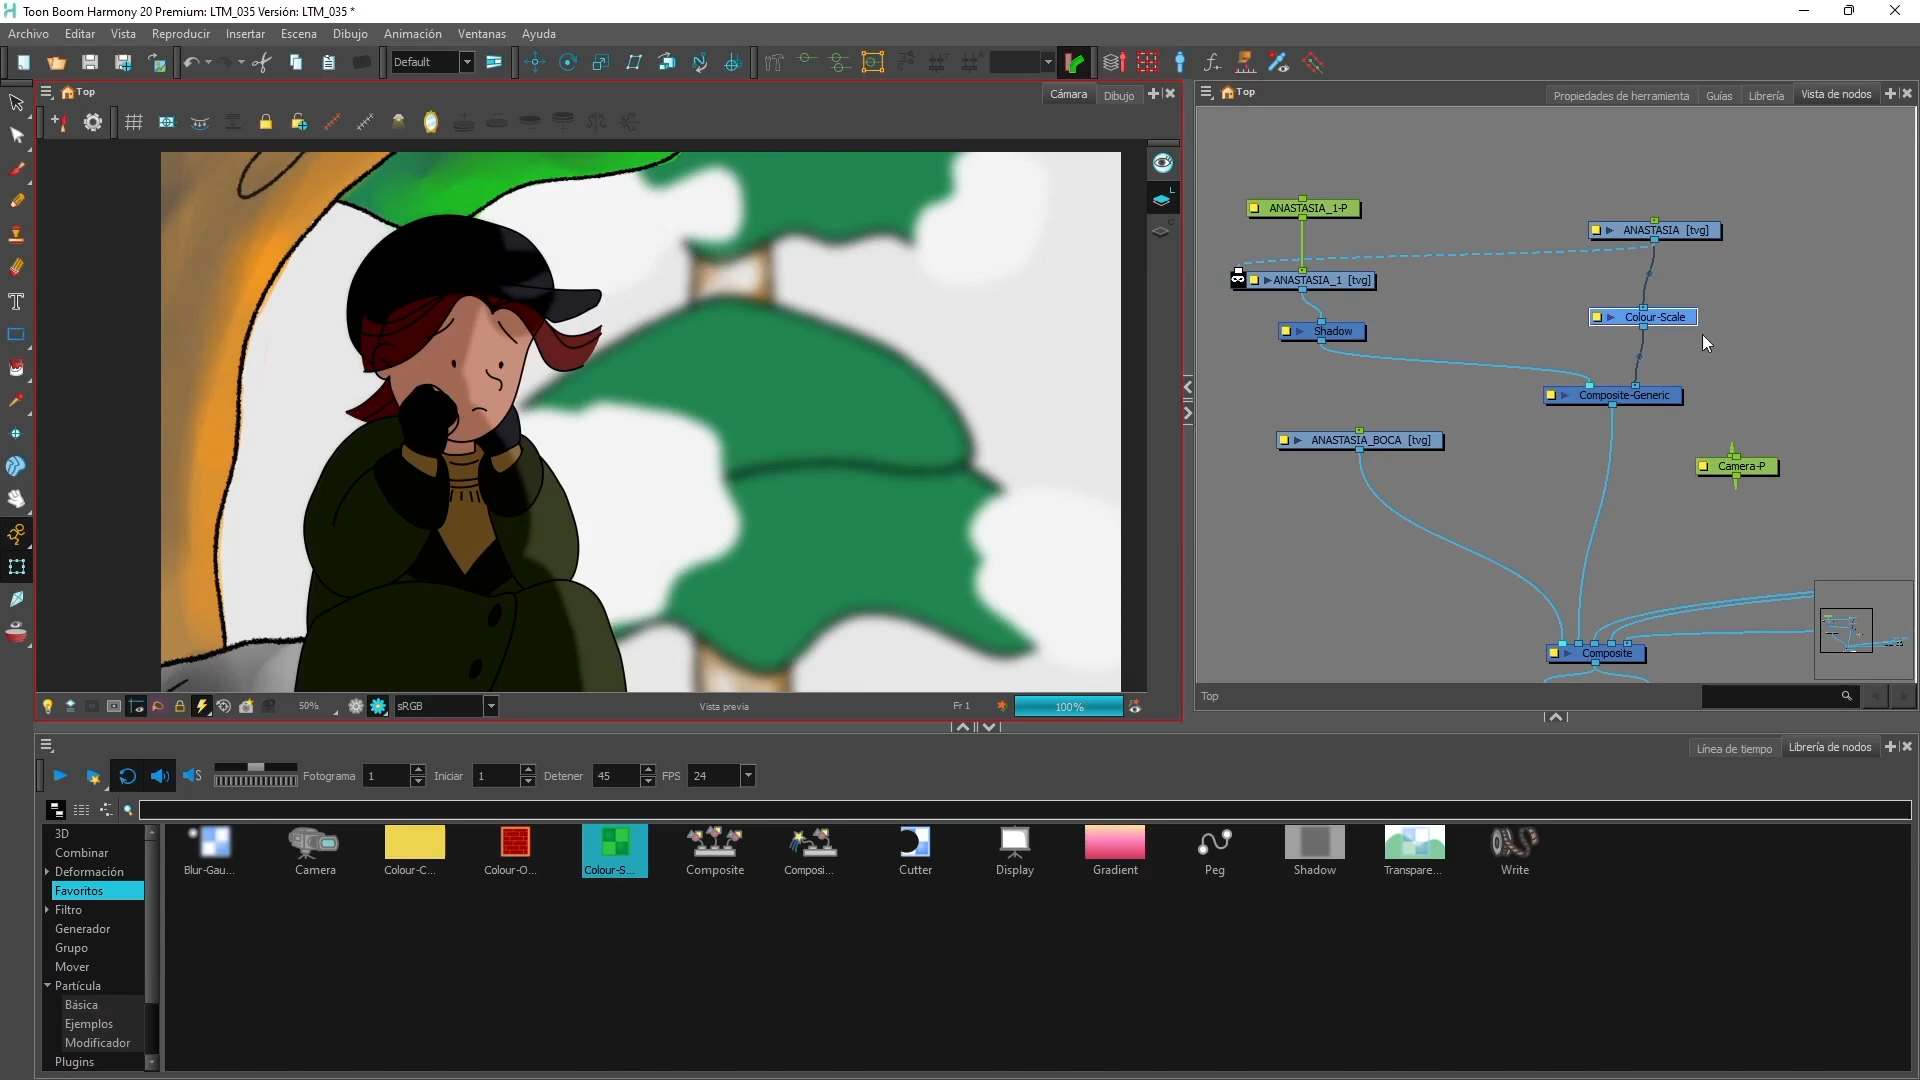 Toon Boom Harmony 20 Premium: LTM_035 Versión: LTM_035 *
Archivo Editar Vista Reproducir Insertar Escena Dibujo Animación Ventanas Ayuda
Default
Top
Cámara Dibujo
Top
Propiedades de herramienta Guías Librería Vista de nodos
ANASTASIA_1-P
ANASTASIA [tvg]
ANASTASIA_1 [tvg]
Shadow
Colour-Scale
Composite-Generic
ANASTASIA_BOCA [tvg]
Camera-P
Composite
Top
50% sRGB Vista previa Fr 1 100%
Línea de tiempo Librería de nodos
Fotograma 1 Iniciar 1 Detener 45 FPS 24
3D
Combinar
Deformación
Favoritos
Filtro
Generador
Grupo
Mover
Partícula
Básica
Ejemplos
Modificador
Plugins
Blur-Gau... Camera Colour-C... Colour-O... Colour-S... Composite Composi... Cutter Display Gradient Peg Shadow Transpare... Write